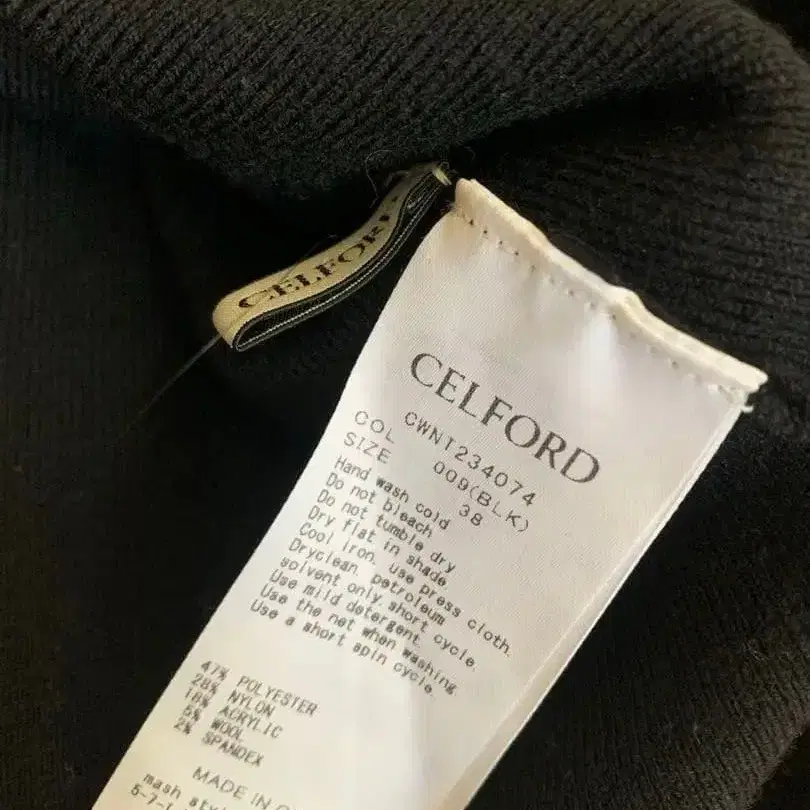 CELFORD
CELFORD
CWNT234074
COL 009(BLK)
SIZE 38
Hand wash cold
Do not bleach
Do not tumble dry
Dry flat in shade
Cool iron, use press cloth.
Dryclean, petroleum
solvent only.short cycle.
Use mild detergent.
Use the net when washing
Use a short spin cycle.
47% POLYESTER
28% NYLON
18% ACRYLIC
5% WOOL
2% SPANDEX
MADE IN
mash